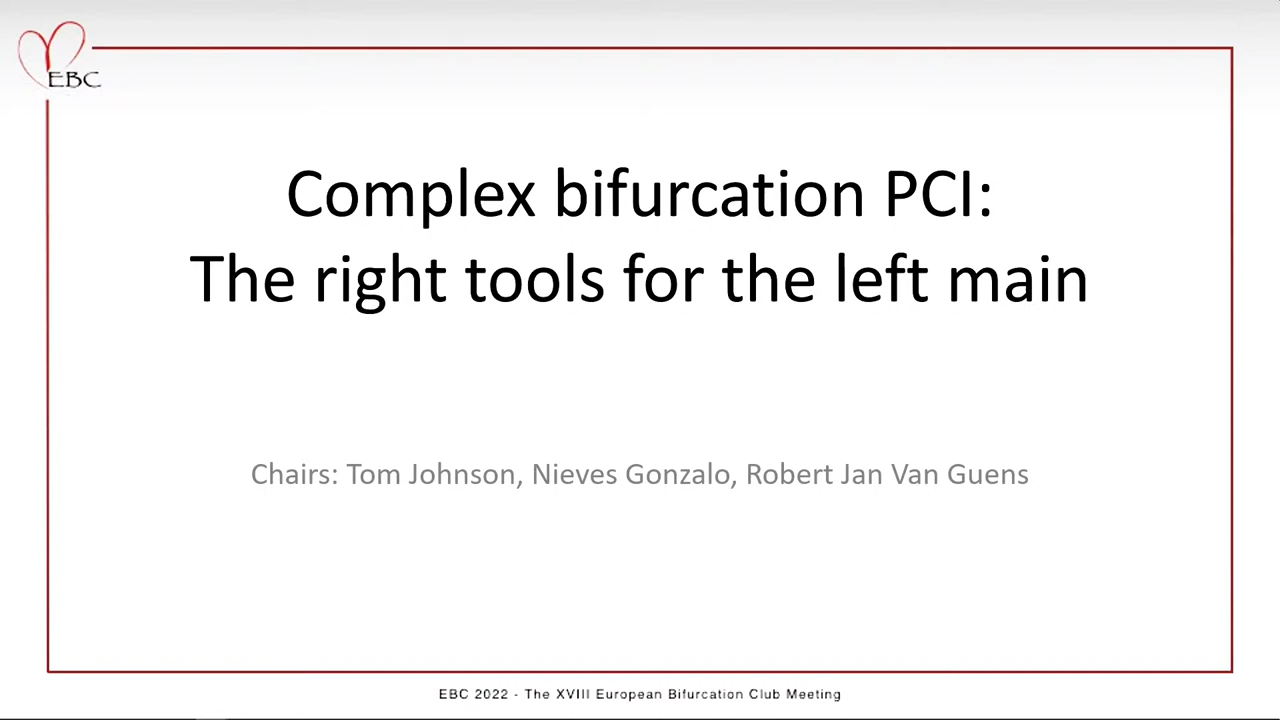 EBC
Complex bifurcation PCI:
The right tools for the left main
Chairs: Tom Johnson, Nieves Gonzalo, Robert Jan Van Guens
EBC 2022 - The XVIII European Bifurcation Club Meeting